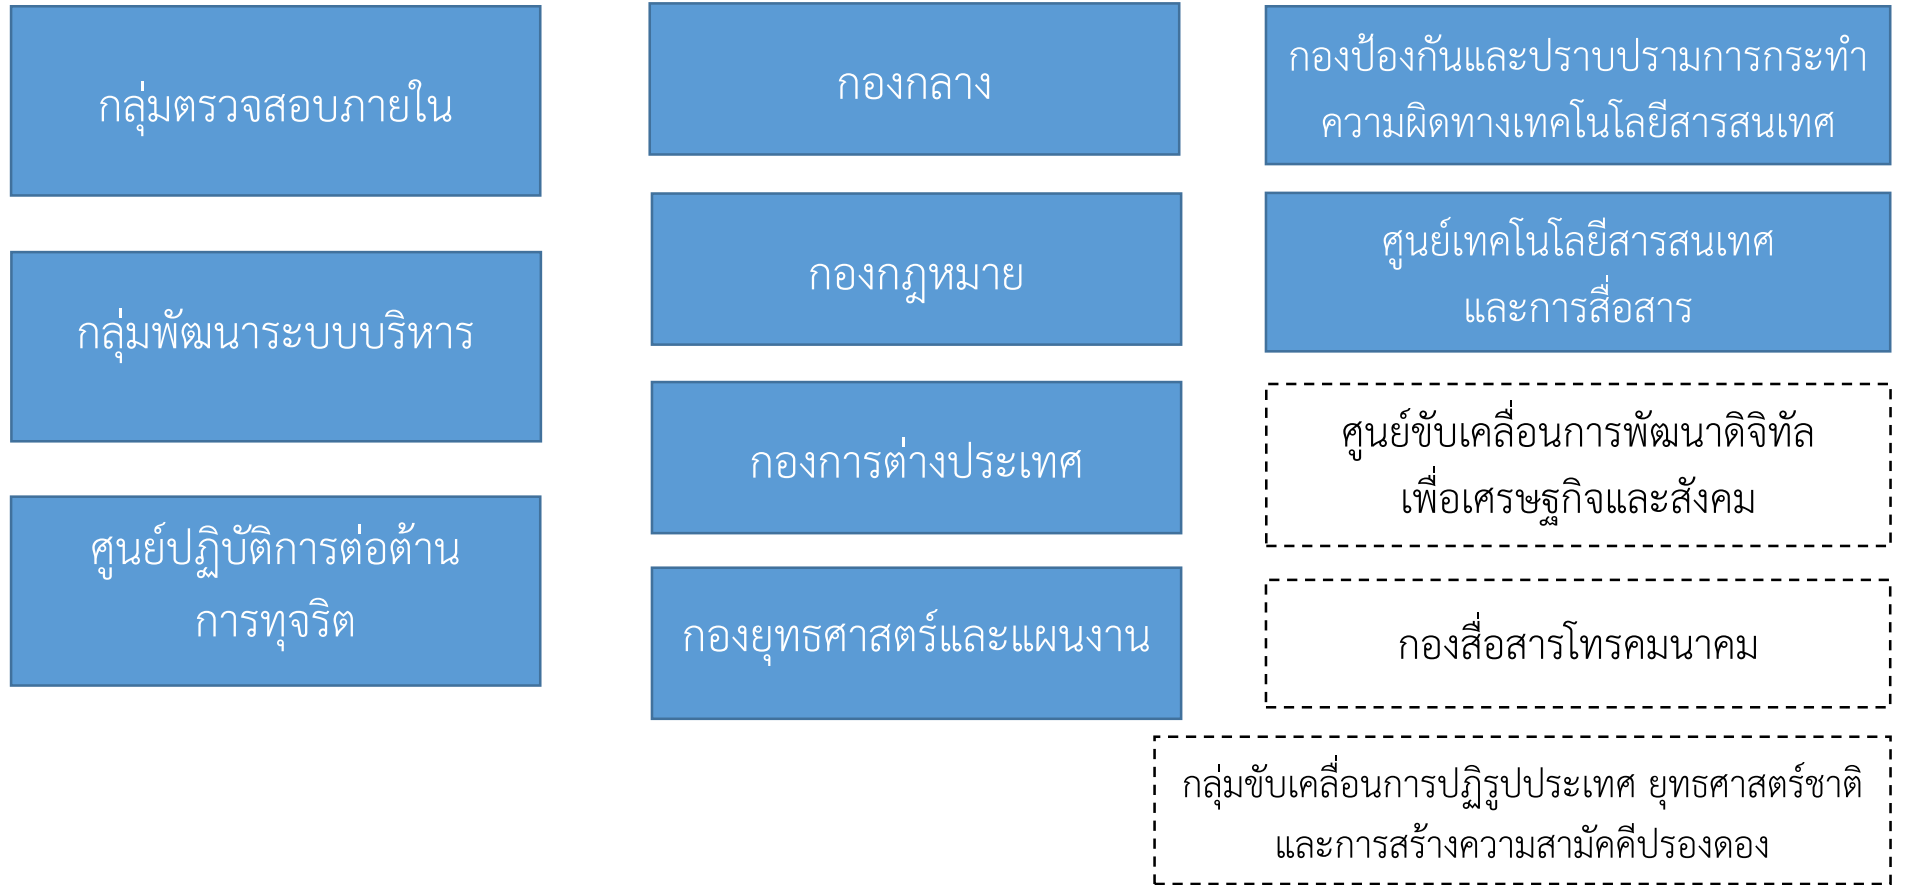 กลุ่มตรวจสอบภายใน
กลุ่มพัฒนาระบบบริหาร
ศูนย์ปฏิบัติการต่อต้าน
การทุจริต
กองกลาง
กองกฎหมาย
กองการต่างประเทศ
กองยุทธศาสตร์และแผนงาน
กองป้องกันและปราบปรามการกระทำ
ความผิดทางเทคโนโลยีสารสนเทศ
ศูนย์เทคโนโลยีสารสนเทศ
และการสื่อสาร
ศูนย์ขับเคลื่อนการพัฒนาดิจิทัล
เพื่อเศรษฐกิจและสังคม
กองสื่อสารโทรคมนาคม
กลุ่มขับเคลื่อนการปฏิรูปประเทศ ยุทธศาสตร์ชาติ
และการสร้างความสามัคคีปรองดอง